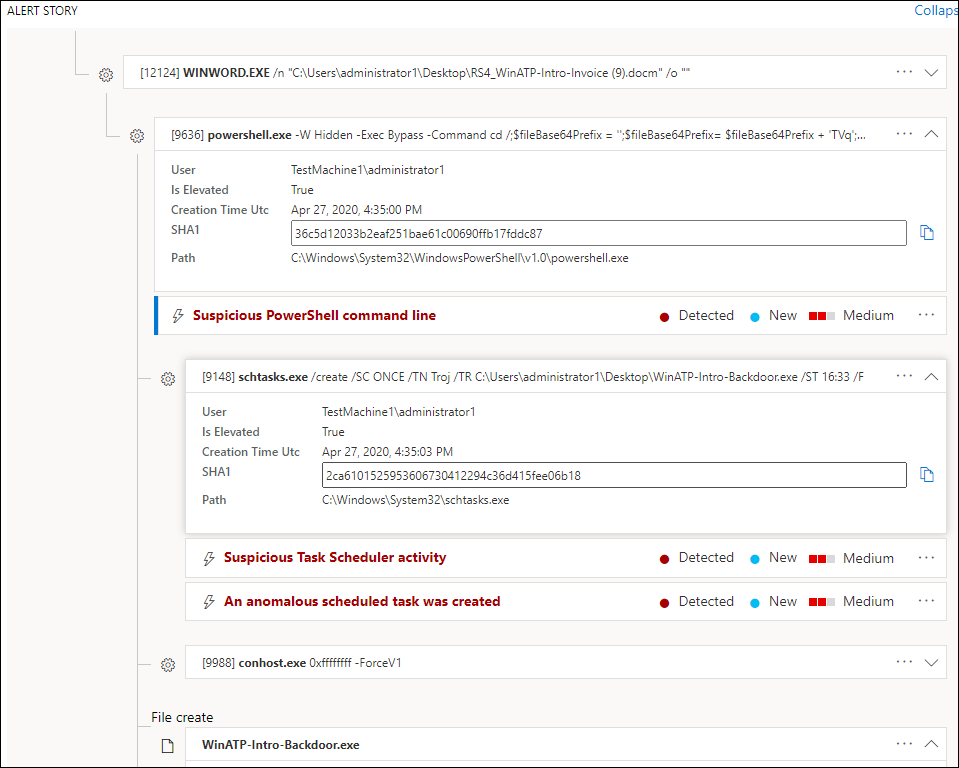 ALERT STORY
Collaps
[12124] WINWORD.EXE /n "C:\Users\administrator1\Desktop\RS4_WinATP-Intro-Invoice (9).docm" /o ""
[9636] powershell.exe -W Hidden -Exec Bypass -Command cd /;$fileBase64Prefix = '';$fileBase64Prefix= $fileBase64Prefix + 'TVq';...
User TestMachine1\administrator1
Is Elevated True
Creation Time Utc Apr 27, 2020, 4:35:00 PM
SHA1 36c5d12033b2eaf251bae61c00690ffb17fddc87
Path C:\Windows\System32\WindowsPowerShell\v1.0\powershell.exe
Suspicious PowerShell command line Detected New Medium
[9148] schtasks.exe /create /SC ONCE /TN Troj /TR C:\Users\administrator1\Desktop\WinATP-Intro-Backdoor.exe /ST 16:33 /F
User TestMachine1\administrator1
Is Elevated True
Creation Time Utc Apr 27, 2020, 4:35:03 PM
SHA1 2ca6101525953606730412294c36d415fee06b18
Path C:\Windows\System32\schtasks.exe
Suspicious Task Scheduler activity Detected New Medium
An anomalous scheduled task was created Detected New Medium
[9988] conhost.exe 0xffffffff -ForceV1
File create
WinATP-Intro-Backdoor.exe